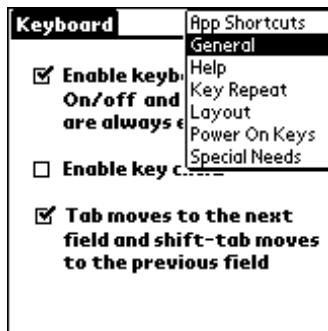 Keyboard
App Shortcuts
General
Help
Key Repeat
Layout
Power On Keys
Special Needs
Enable
On/off and
are always
Enable key
Tab moves to the next
field and shift-tab moves
to the previous field